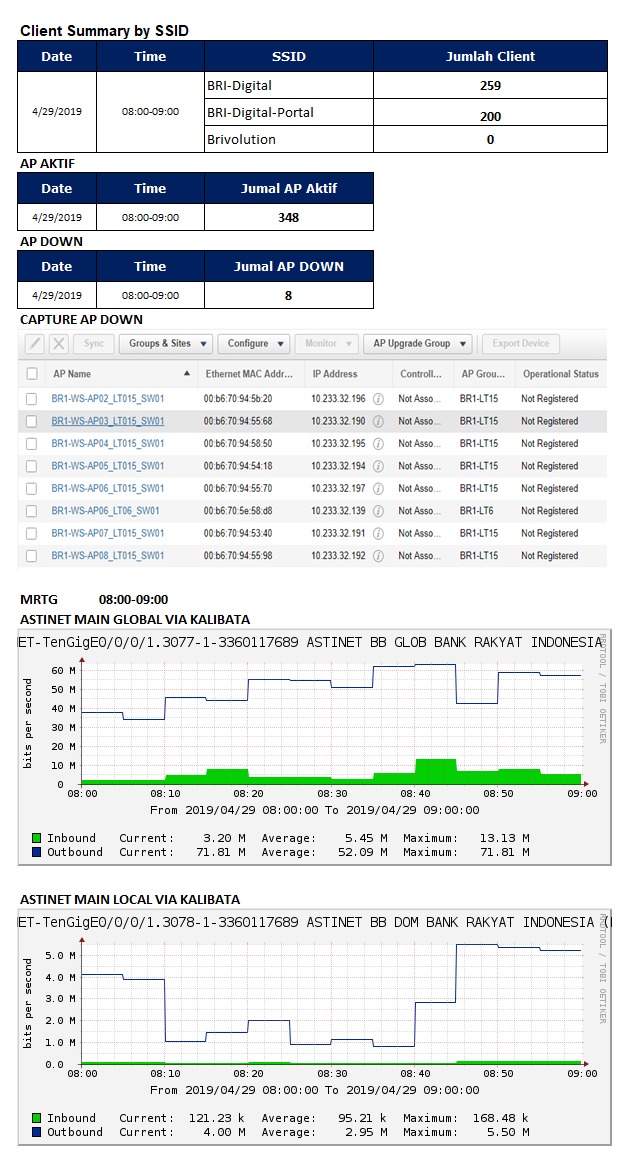 Client Summary by SSID
Date Time SSID Jumlah Client
4/29/2019 08:00-09:00 BRI-Digital 259
BRI-Digital-Portal 200
Brivolution 0
AP AKTIF
Date Time Jumal AP Aktif
4/29/2019 08:00-09:00 348
AP DOWN
Date Time Jumal AP DOWN
4/29/2019 08:00-09:00 8
CAPTURE AP DOWN
Sync Groups & Sites Configure Monitor AP Upgrade Group Export Device
AP Name Ethernet MAC Addr... IP Address Controll... AP Grou... Operational Status
BR1-WS-AP02_LT015_SW01 00:b6:70:94:5b:20 10.233.32.196 Not Asso... BR1-LT15 Not Registered
BR1-WS-AP03_LT015_SW01 00:b6:70:94:55:68 10.233.32.190 Not Asso... BR1-LT15 Not Registered
BR1-WS-AP04_LT015_SW01 00:b6:70:94:58:50 10.233.32.195 Not Asso... BR1-LT15 Not Registered
BR1-WS-AP05_LT015_SW01 00:b6:70:94:54:18 10.233.32.194 Not Asso... BR1-LT15 Not Registered
BR1-WS-AP06_LT015_SW01 00:b6:70:94:55:70 10.233.32.197 Not Asso... BR1-LT15 Not Registered
BR1-WS-AP06_LT06_SW01 00:b6:70:5e:58:d8 10.233.32.139 Not Asso... BR1-LT6 Not Registered
BR1-WS-AP07_LT015_SW01 00:b6:70:94:53:40 10.233.32.191 Not Asso... BR1-LT15 Not Registered
BR1-WS-AP08_LT015_SW01 00:b6:70:94:55:98 10.233.32.192 Not Asso... BR1-LT15 Not Registered
MRTG 08:00-09:00
ASTINET MAIN GLOBAL VIA KALIBATA
ET-TenGigE0/0/0/1.3077-1-3360117689 ASTINET BB GLOB BANK RAKYAT INDONESIA
RRDTOOL / TOBI OETIKER
bits per second
60 M
50 M
40 M
30 M
20 M
10 M
0
08:00 08:10 08:20 08:30 08:40 08:50 09:00
From 2019/04/29 08:00:00 To 2019/04/29 09:00:00
Inbound Current: 3.20 M Average: 5.45 M Maximum: 13.13 M
Outbound Current: 71.81 M Average: 52.09 M Maximum: 71.81 M
ASTINET MAIN LOCAL VIA KALIBATA
ET-TenGigE0/0/0/1.3078-1-3360117689 ASTINET BB DOM BANK RAKYAT INDONESIA (
RRDTOOL / TOBI OETIKER
bits per second
5.0 M
4.0 M
3.0 M
2.0 M
1.0 M
0.0
08:00 08:10 08:20 08:30 08:40 08:50 09:00
From 2019/04/29 08:00:00 To 2019/04/29 09:00:00
Inbound Current: 121.23 k Average: 95.21 k Maximum: 168.48 k
Outbound Current: 4.00 M Average: 2.95 M Maximum: 5.50 M